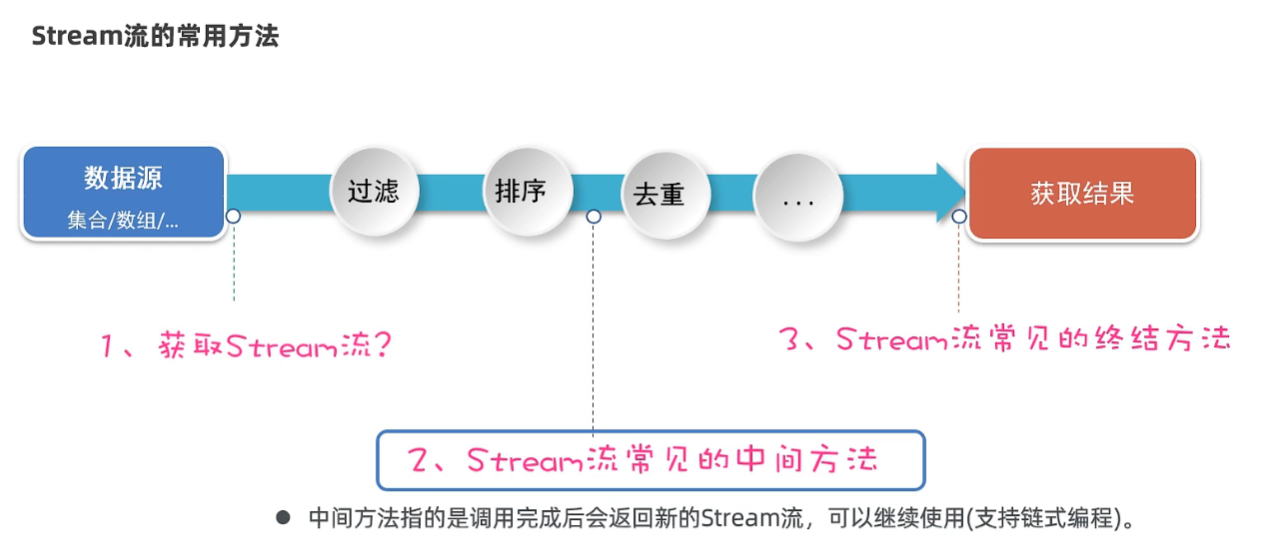 Stream流的常用方法
数据源
集合/数组/...
过滤
排序
去重
...
获取结果
1、获取Stream流?
3、Stream流常见的终结方法
2、Stream流常见的中间方法
● 中间方法指的是调用完成后会返回新的Stream流，可以继续使用(支持链式编程)。